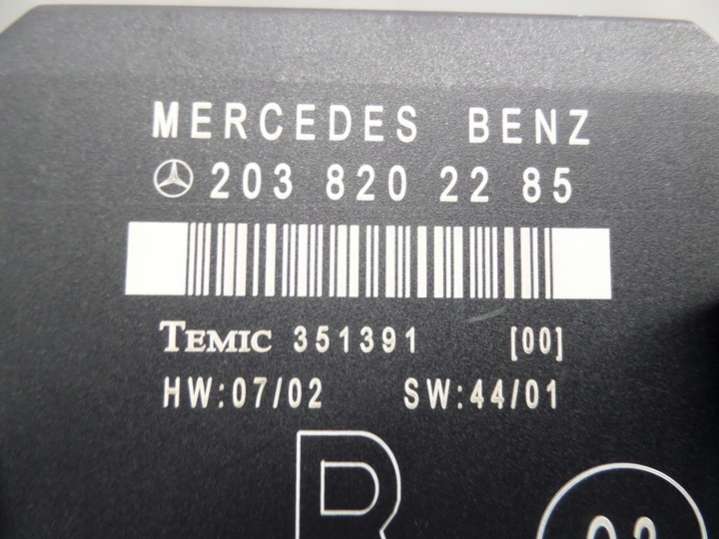 MERCEDES BENZ
203 820 22 85
TEMIC 351391 [00]
HW:07/02 SW:44/01
R